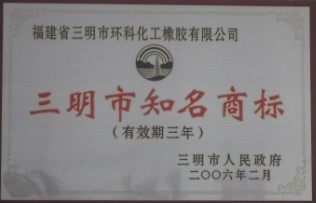 福建省三明市环科化工橡胶有限公司
三明市知名商标
(有效期三年)
三明市人民政府
二〇〇六年二月